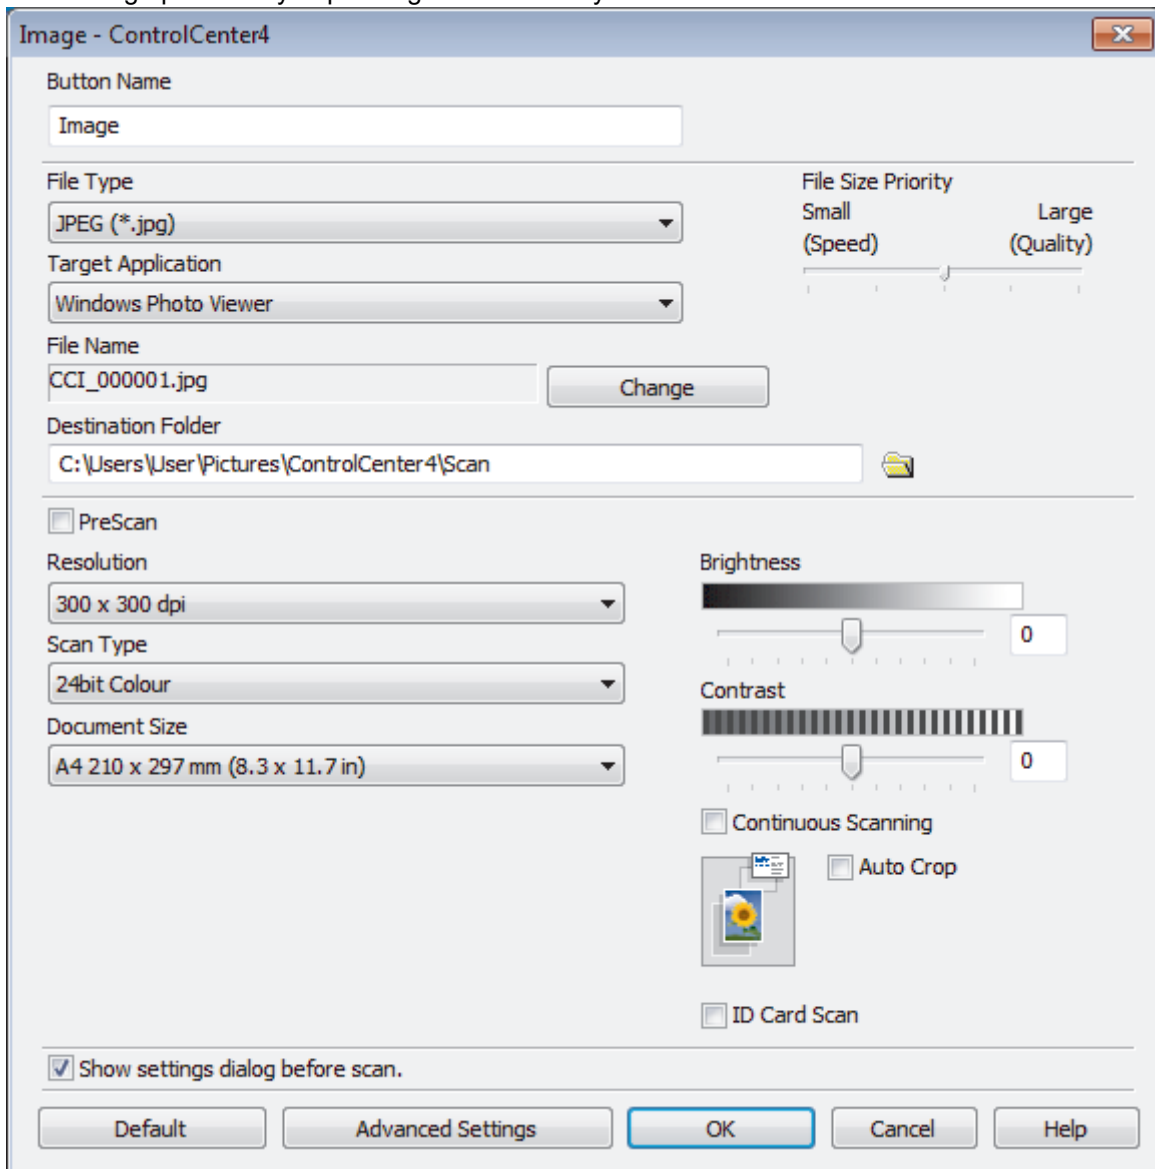 Image - ControlCenter4
Button Name
Image
File Type
JPEG (*.jpg)
File Size Priority
Small Large
(Speed) (Quality)
Target Application
Windows Photo Viewer
File Name
CCI_000001.jpg
Change
Destination Folder
C:\Users\User\Pictures\ControlCenter4\Scan
PreScan
Resolution
300 x 300 dpi
Scan Type
24bit Colour
Document Size
A4 210 x 297 mm (8.3 x 11.7 in)
Brightness
0
Contrast
0
Continuous Scanning
Auto Crop
ID Card Scan
Show settings dialog before scan.
Default Advanced Settings OK Cancel Help